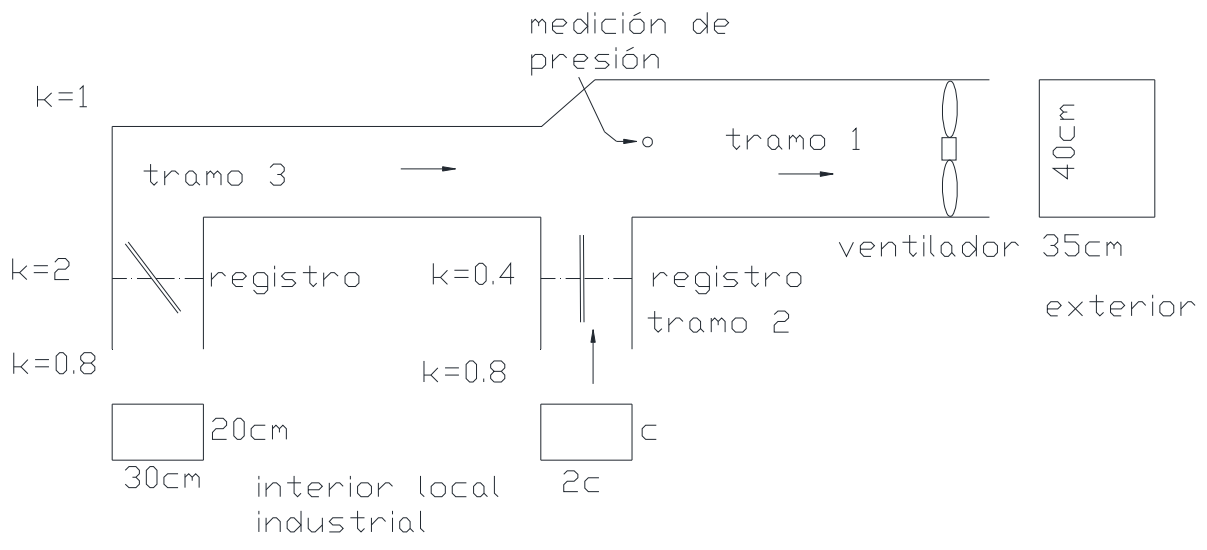 medición de
presión
k=1
tramo 3
tramo 1
40cm
k=2
registro
k=0.4
registro
ventilador
35cm
tramo 2
exterior
k=0.8
k=0.8
20cm
c
30cm
2c
interior local
industrial